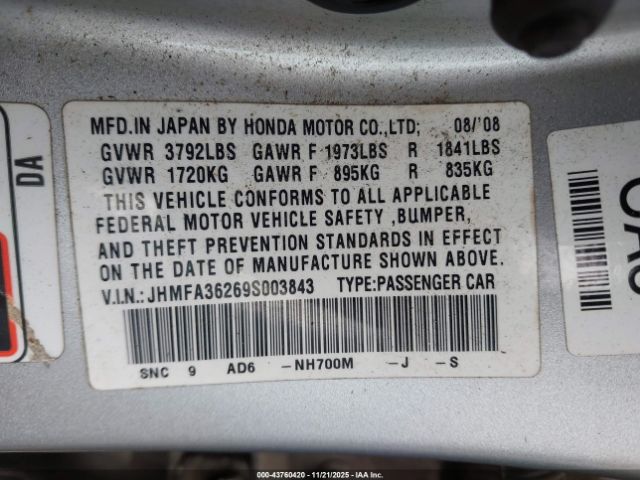 MFD.IN JAPAN BY HONDA MOTOR CO.,LTD; 08/'08
GVWR 3792LBS GAWR F 1973LBS R 1841LBS
GVWR 1720KG GAWR F 895KG R 835KG
THIS VEHICLE CONFORMS TO ALL APPLICABLE
FEDERAL MOTOR VEHICLE SAFETY ,BUMPER,
AND THEFT PREVENTION STANDARDS IN EFFECT
ON THE DATE OF MANUFACTURE SHOWN ABOVE.
V.I.N.: JHMFA36269S003843 TYPE:PASSENGER CAR
SNC 9 AD6 -NH700M -J -S
DA
IAA 000-43760420 - 11/21/2025 - IAAI.COM